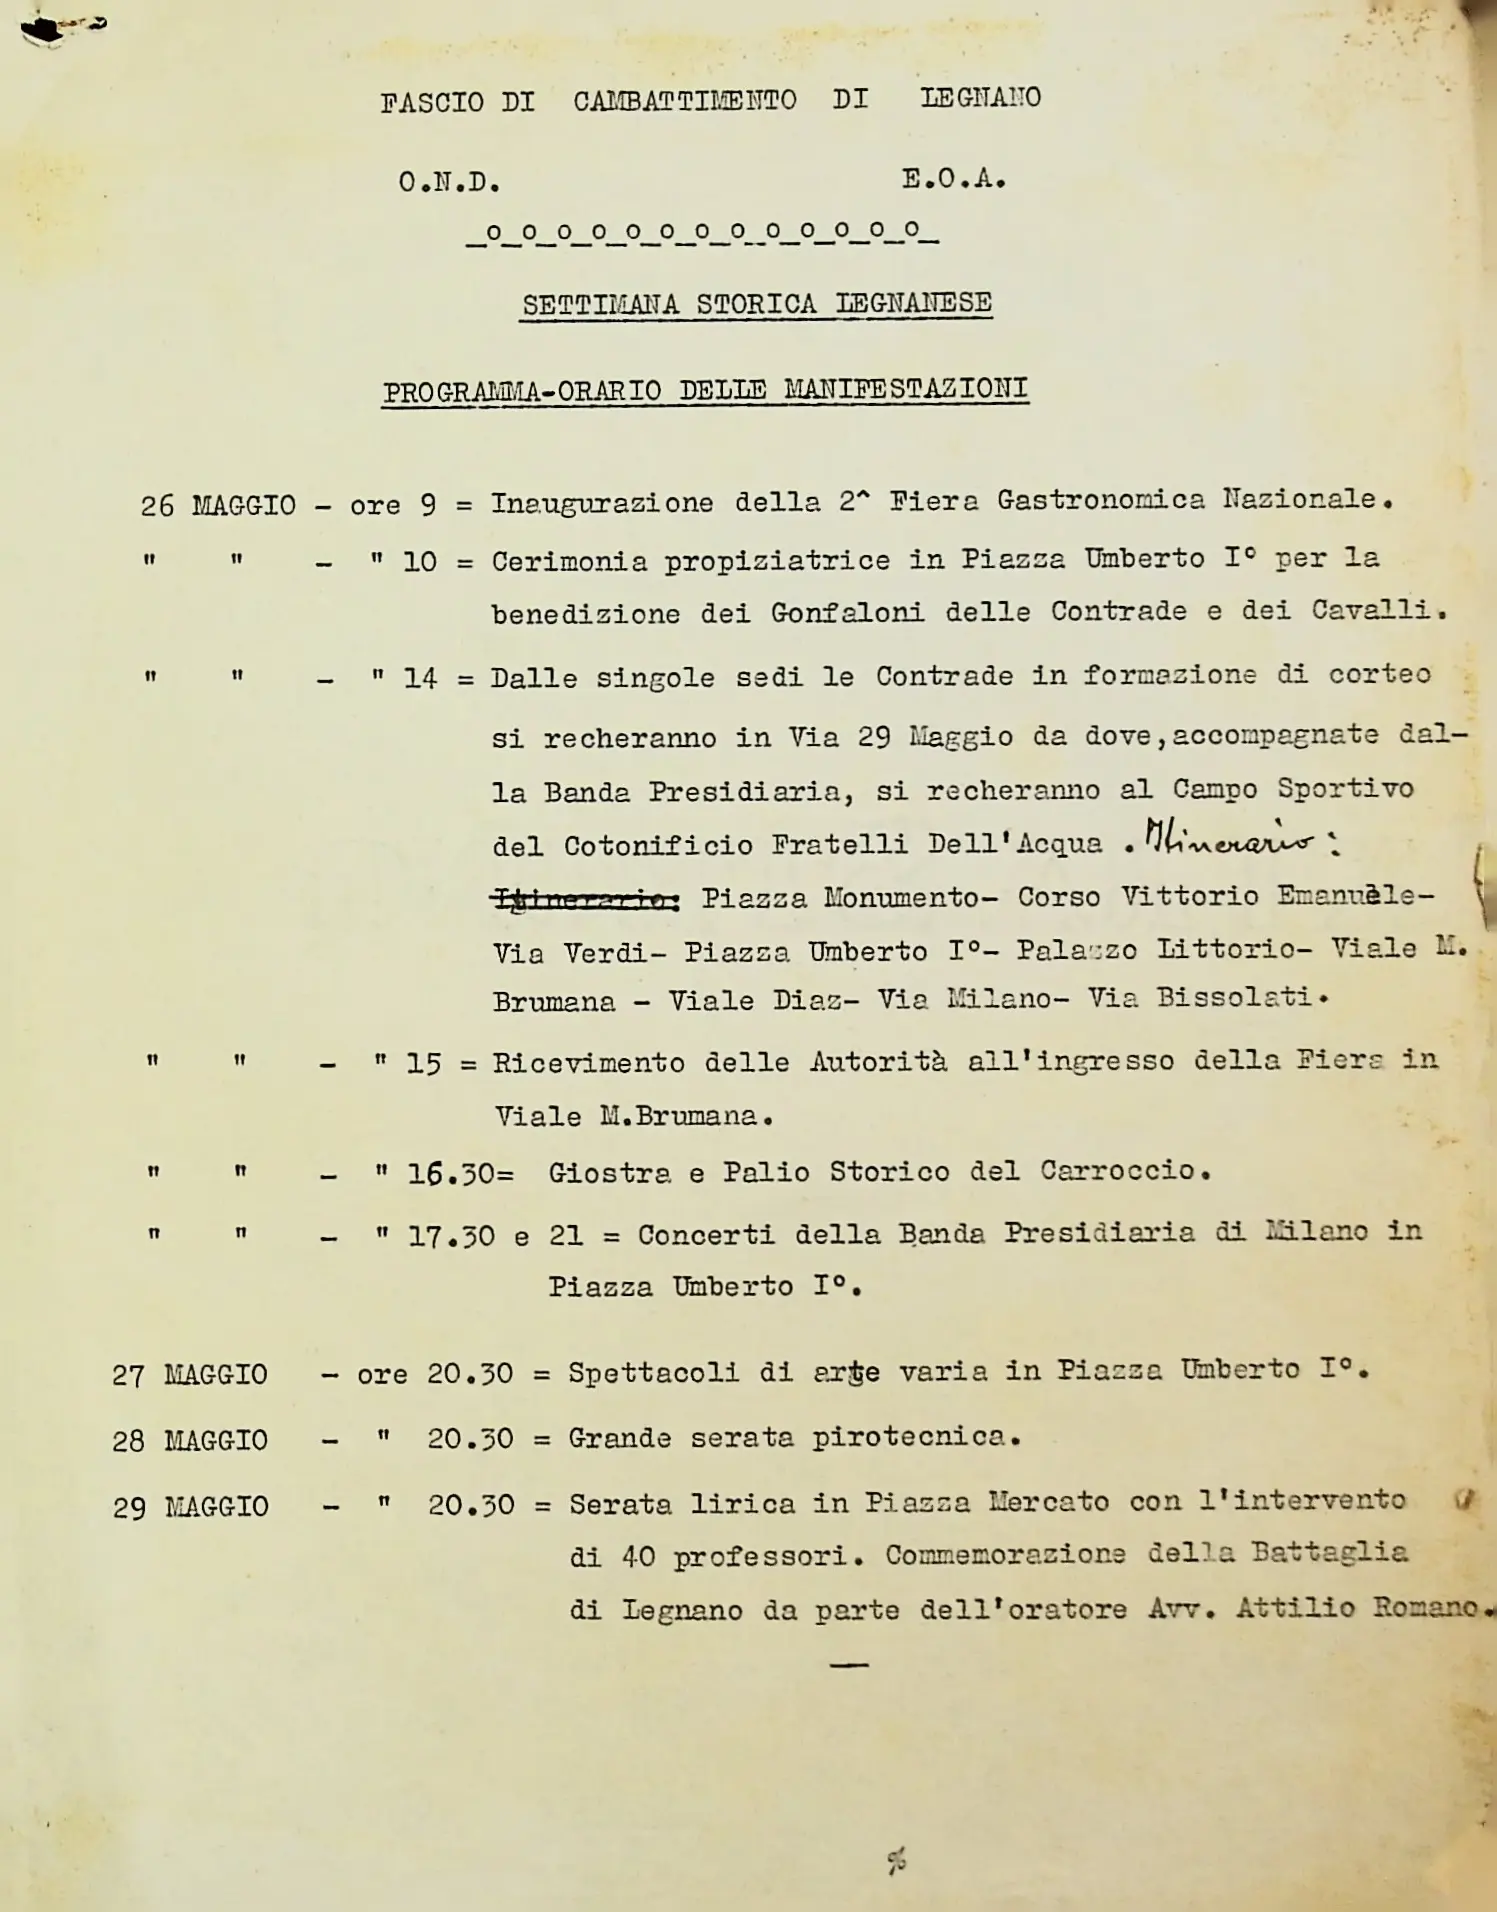 FASCIO DI CAMBATTIMENTO DI LEGNANO
O.N.D. E.O.A.
_o_o_o_o_o_o_o_o_o_o_o_o_o_
SETTIMANA STORICA LEGNANESE
PROGRAMMA-ORARIO DELLE MANIFESTAZIONI
26 MAGGIO - ore 9 = Inaugurazione della 2^ Fiera Gastronomica Nazionale.
" " - " 10 = Cerimonia propiziatrice in Piazza Umberto I° per la
benedizione dei Gonfaloni delle Contrade e dei Cavalli.
" " - " 14 = Dalle singole sedi le Contrade in formazione di corteo
si recheranno in Via 29 Maggio da dove,accompagnate dal-
la Banda Presidiaria, si recheranno al Campo Sportivo
del Cotonificio Fratelli Dell'Acqua . Itinerario :
Itinerario: Piazza Monumento- Corso Vittorio Emanuèle-
Via Verdi- Piazza Umberto I°- Palazzo Littorio- Viale M.
Brumana - Viale Diaz- Via Milano- Via Bissolati.
" " - " 15 = Ricevimento delle Autorità all'ingresso della Fiera in
Viale M.Brumana.
" " - " 16.30= Giostra e Palio Storico del Carroccio.
" " - " 17.30 e 21 = Concerti della Banda Presidiaria di Milano in
Piazza Umberto I°.
27 MAGGIO - ore 20.30 = Spettacoli di arte varia in Piazza Umberto I°.
28 MAGGIO - " 20.30 = Grande serata pirotecnica.
29 MAGGIO - " 20.30 = Serata lirica in Piazza Mercato con l'intervento
di 40 professori. Commemorazione della Battaglia
di Legnano da parte dell'oratore Avv. Attilio Romano.
—
%